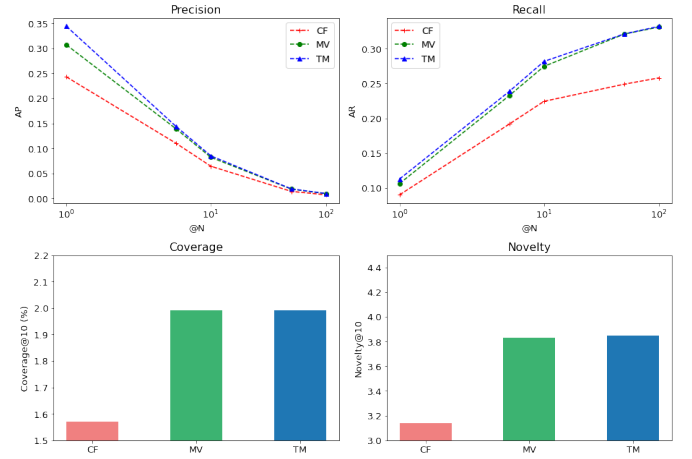 Precision
AP
0.35
0.30
0.25
0.20
0.15
0.10
0.05
0.00
CF
MV
TM
10⁰
10¹
10²
@N
Recall
AR
0.30
0.25
0.20
0.15
0.10
CF
MV
TM
10⁰
10¹
10²
@N
Coverage
Coverage@10 (%)
2.2
2.1
2.0
1.9
1.8
1.7
1.6
1.5
CF
MV
TM
Novelty
Novelty@10
4.4
4.2
4.0
3.8
3.6
3.4
3.2
3.0
CF
MV
TM